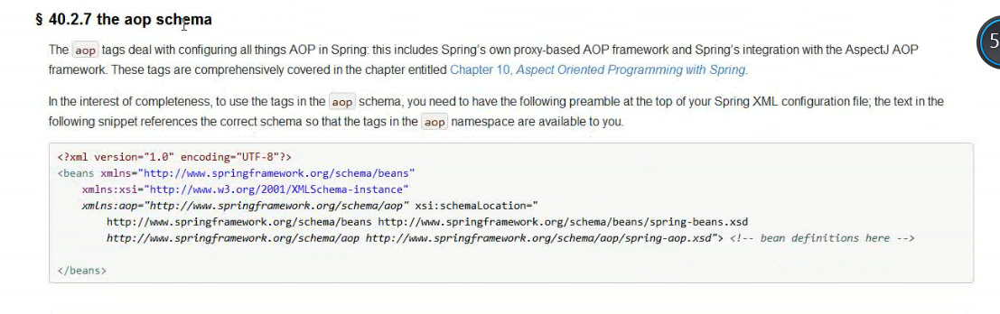 § 40.2.7 the aop schema
5
The aop tags deal with configuring all things AOP in Spring: this includes Spring's own proxy-based AOP framework and Spring's integration with the AspectJ AOP
framework. These tags are comprehensively covered in the chapter entitled Chapter 10, Aspect Oriented Programming with Spring.
In the interest of completeness, to use the tags in the aop schema, you need to have the following preamble at the top of your Spring XML configuration file; the text in the
following snippet references the correct schema so that the tags in the aop namespace are available to you.
<?xml version="1.0" encoding="UTF-8"?>
<beans xmlns="http://www.springframework.org/schema/beans"
xmlns:xsi="http://www.w3.org/2001/XMLSchema-instance"
xmlns:aop="http://www.springframework.org/schema/aop" xsi:schemaLocation="
http://www.springframework.org/schema/beans http://www.springframework.org/schema/beans/spring-beans.xsd
http://www.springframework.org/schema/aop http://www.springframework.org/schema/aop/spring-aop.xsd"> <!-- bean definitions here -->
</beans>